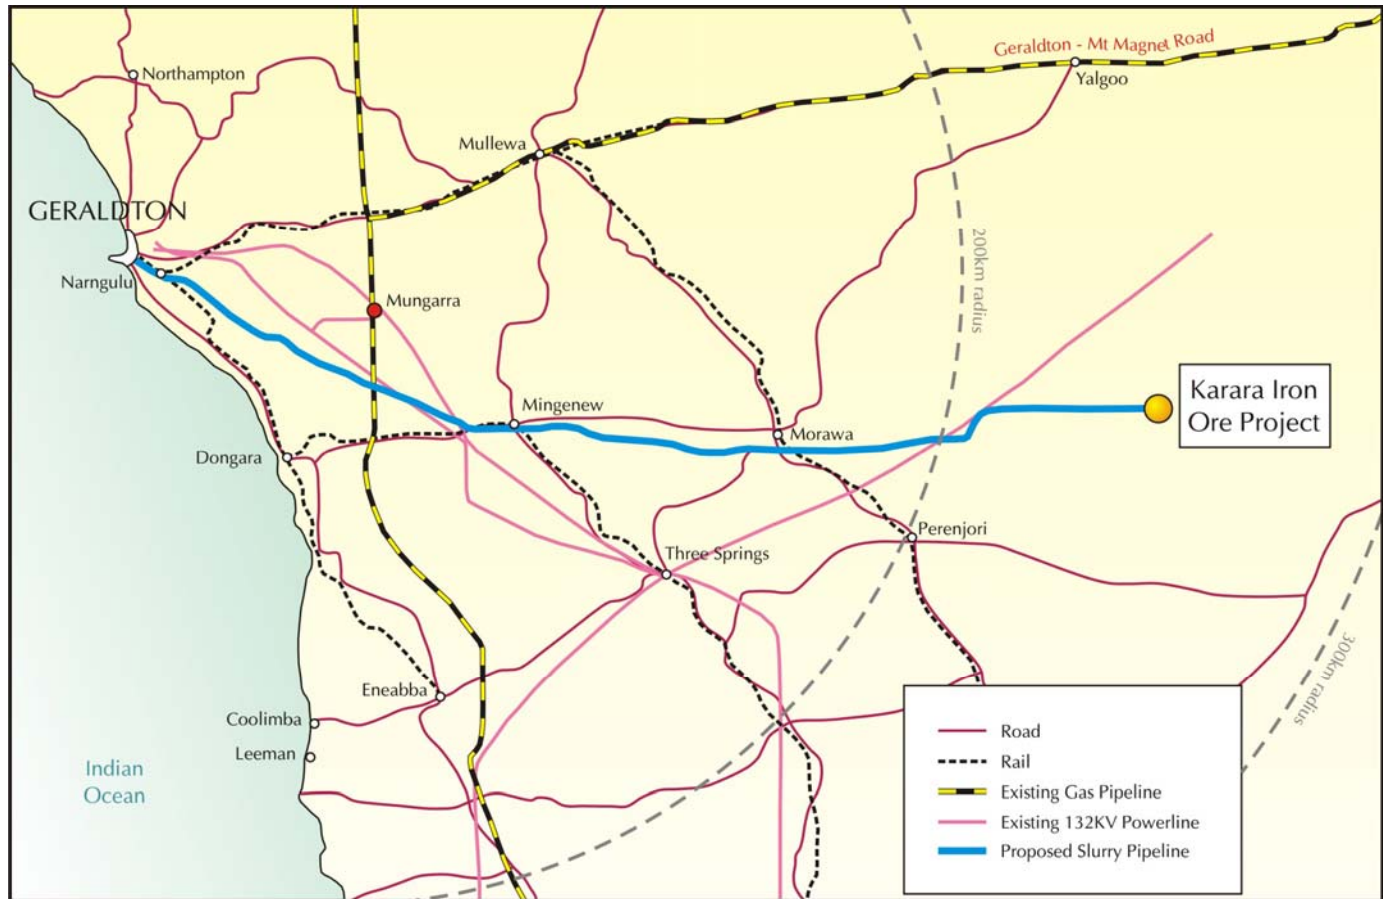 Geraldton - Mt Magnet Road
Northampton
Yalgoo
Mullewa
GERALDTON
200km radius
Narngulu
Mungarra
Karara Iron
Ore Project
Mingenew
Morawa
Dongara
Perenjori
Three Springs
300km radius
Eneabba
Coolimba
Leeman
Indian
Ocean
Road
Rail
Existing Gas Pipeline
Existing 132KV Powerline
Proposed Slurry Pipeline